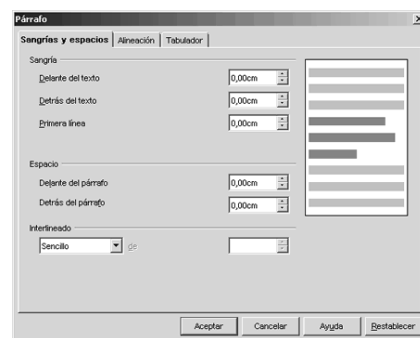 Párrafo
Sangrías y espacios Alineación Tabulador
Sangría
Delante del texto 0,00cm
Detrás del texto 0,00cm
Primera línea 0,00cm
Espacio
Delante del párrafo 0,00cm
Detrás del párrafo 0,00cm
Interlineado
Sencillo de
Aceptar Cancelar Ayuda Restablecer